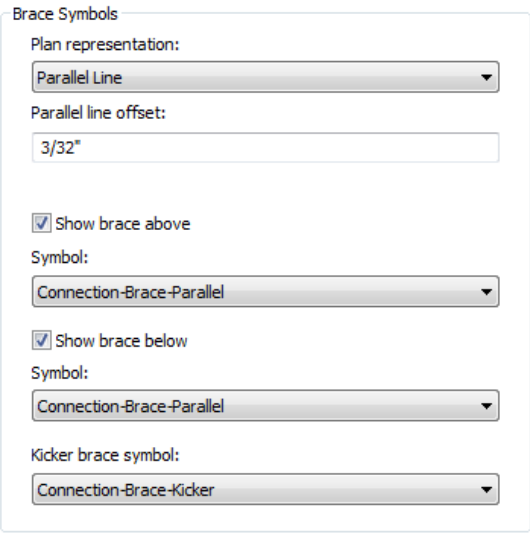 Brace Symbols
Plan representation:
Parallel Line
Parallel line offset:
3/32"
Show brace above
Symbol:
Connection-Brace-Parallel
Show brace below
Symbol:
Connection-Brace-Parallel
Kicker brace symbol:
Connection-Brace-Kicker